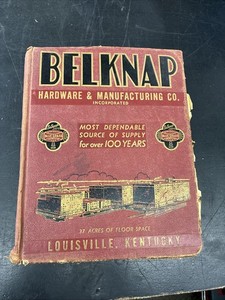 BELKNAP
HARDWARE & MANUFACTURING CO.
INCORPORATED
MOST DEPENDABLE
SOURCE OF SUPPLY
for over 100 YEARS
37 ACRES OF FLOOR SPACE
LOUISVILLE, KENTUCKY